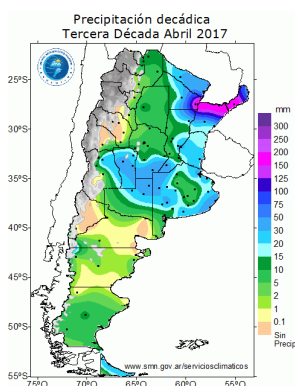 Precipitación decádica
Tercera Década Abril 2017
25°S
30°S
35°S
40°S
45°S
50°S
55°S
75°W
70°W
65°W
60°W
55°W
mm
300
250
200
150
125
100
75
50
30
20
15
10
5
2
1
0.1
Sin
Precip
www.smn.gov.ar/serviciosclimaticos